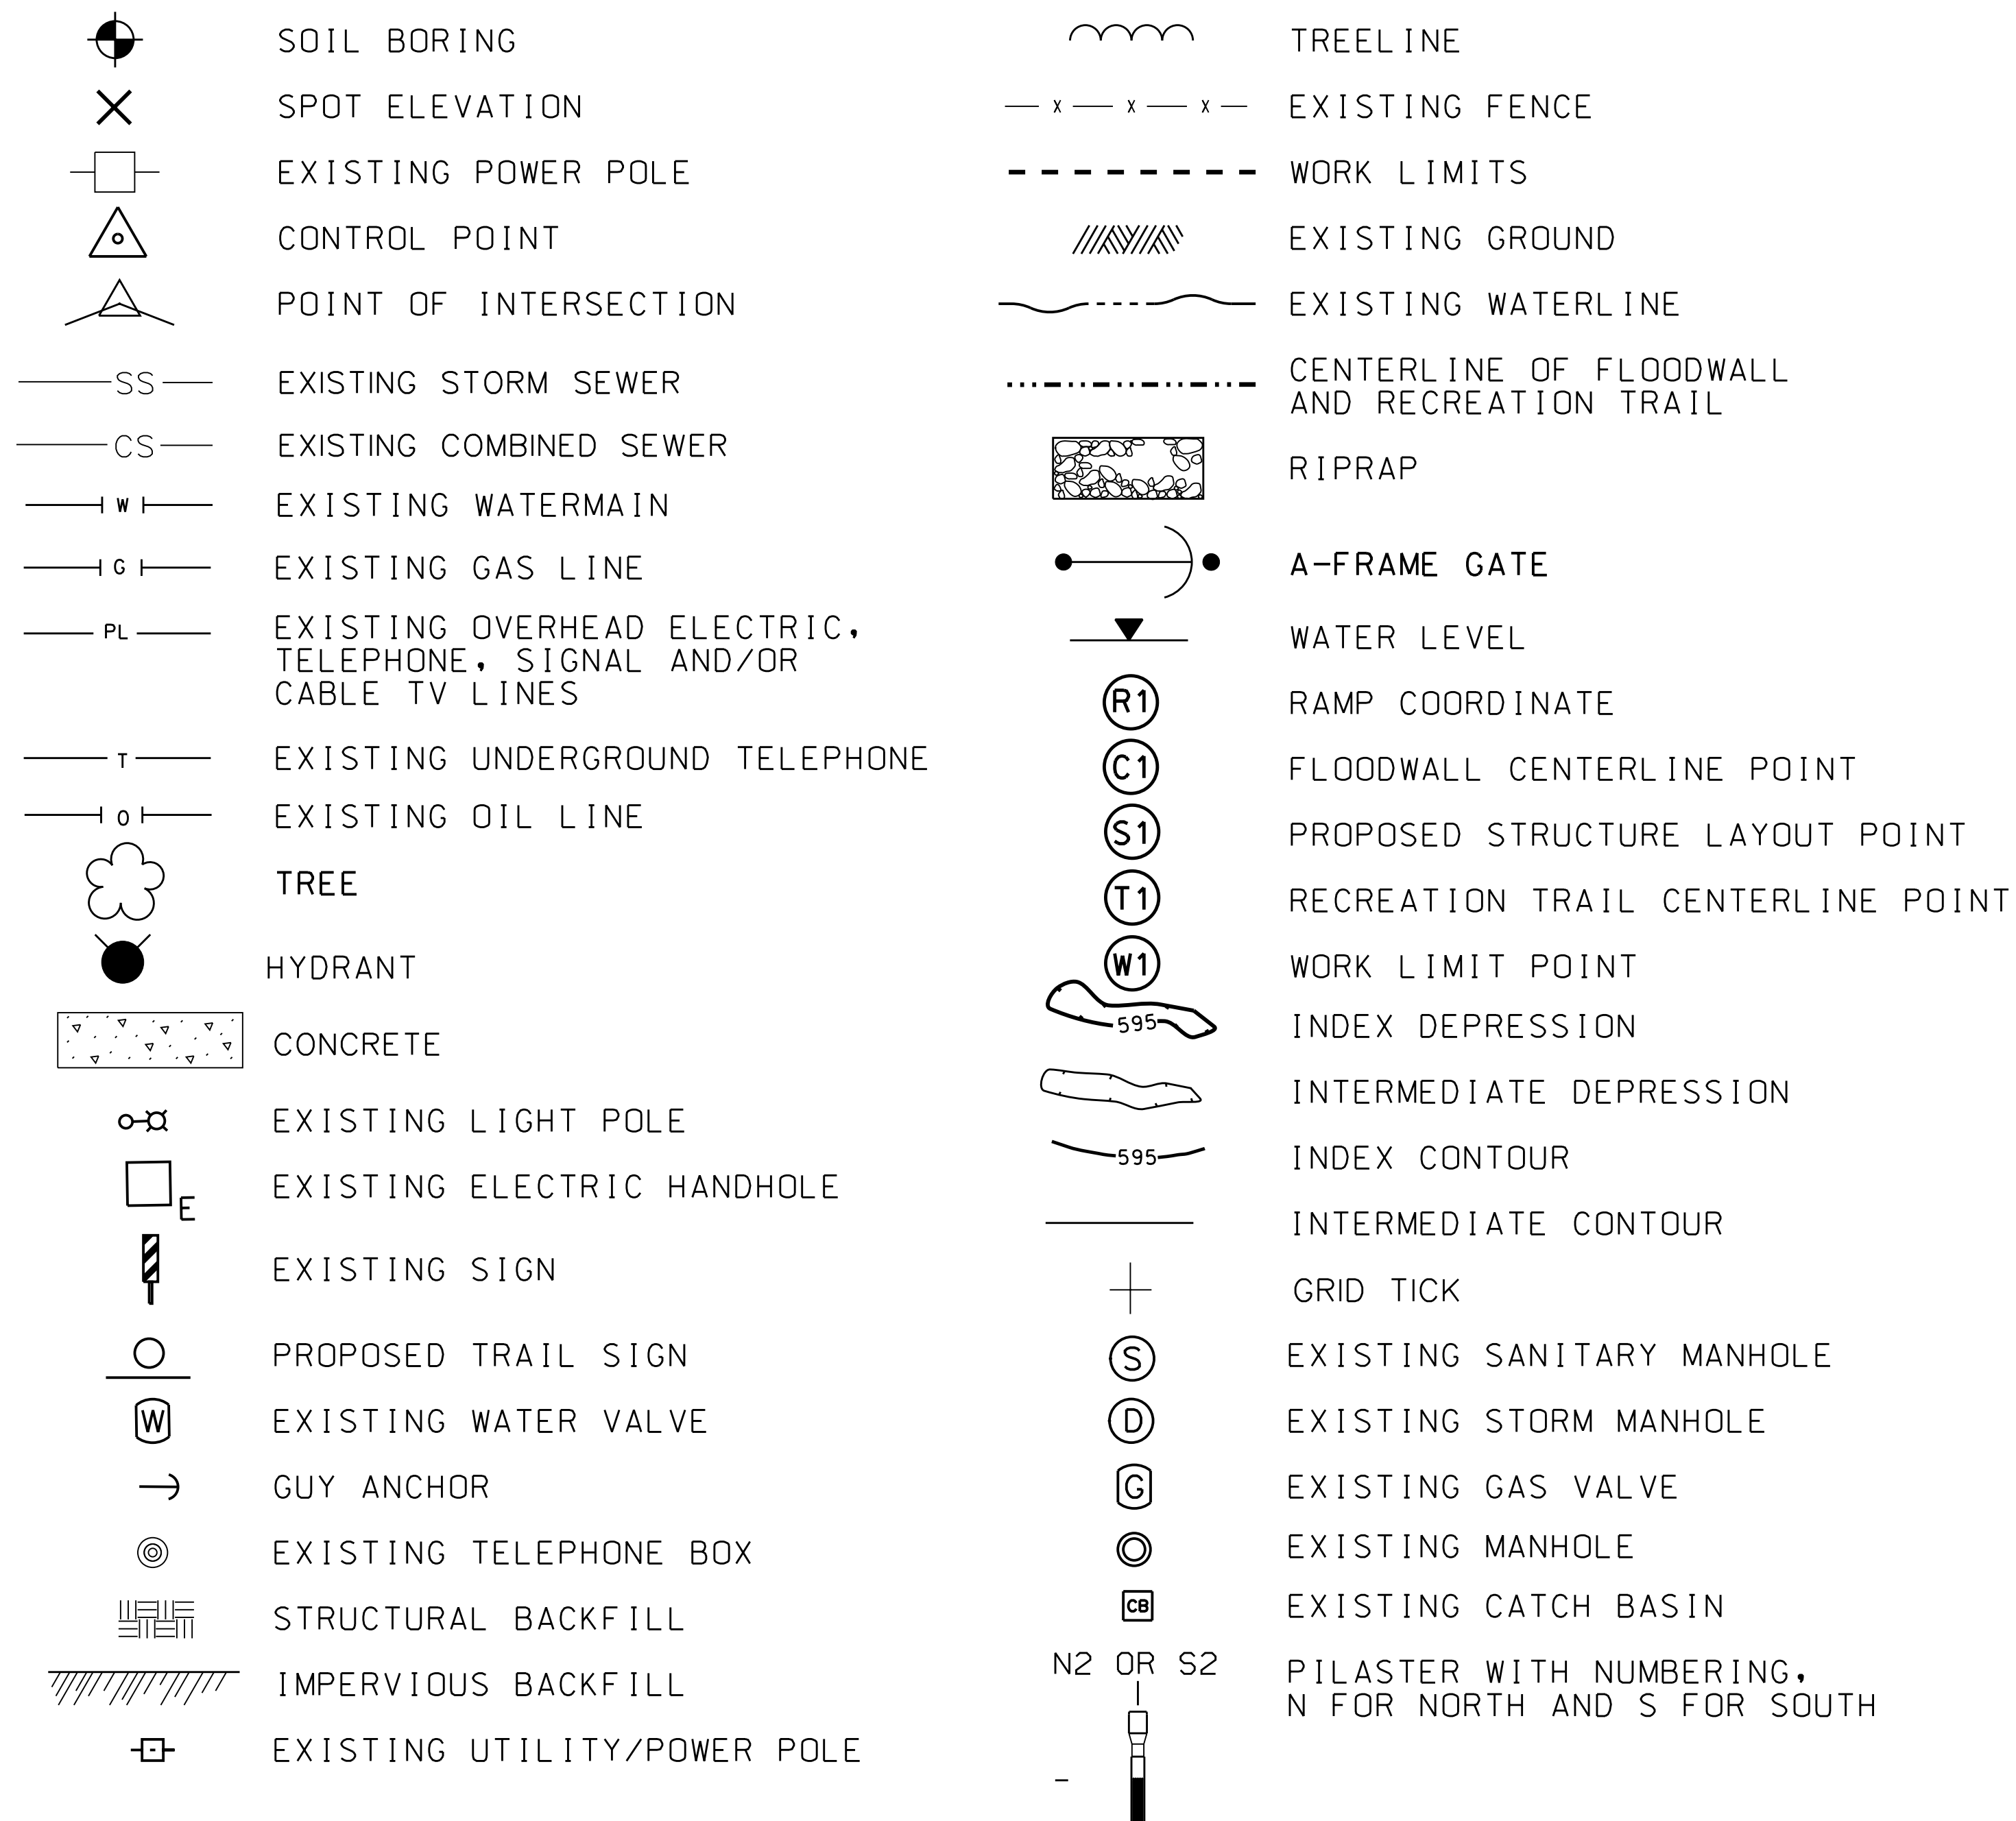 SOIL BORING
SPOT ELEVATION
EXISTING POWER POLE
CONTROL POINT
POINT OF INTERSECTION
SS EXISTING STORM SEWER
CS EXISTING COMBINED SEWER
W EXISTING WATERMAIN
G EXISTING GAS LINE
PL EXISTING OVERHEAD ELECTRIC,
TELEPHONE, SIGNAL AND/OR
CABLE TV LINES
T EXISTING UNDERGROUND TELEPHONE
O EXISTING OIL LINE
TREE
HYDRANT
CONCRETE
EXISTING LIGHT POLE
E EXISTING ELECTRIC HANDHOLE
EXISTING SIGN
PROPOSED TRAIL SIGN
W EXISTING WATER VALVE
GUY ANCHOR
EXISTING TELEPHONE BOX
STRUCTURAL BACKFILL
IMPERVIOUS BACKFILL
EXISTING UTILITY/POWER POLE
TREELINE
x x x EXISTING FENCE
WORK LIMITS
EXISTING GROUND
EXISTING WATERLINE
CENTERLINE OF FLOODWALL
AND RECREATION TRAIL
RIPRAP
A-FRAME GATE
WATER LEVEL
R1 RAMP COORDINATE
C1 FLOODWALL CENTERLINE POINT
S1 PROPOSED STRUCTURE LAYOUT POINT
T1 RECREATION TRAIL CENTERLINE POINT
W1 WORK LIMIT POINT
595 INDEX DEPRESSION
INTERMEDIATE DEPRESSION
595 INDEX CONTOUR
INTERMEDIATE CONTOUR
GRID TICK
S EXISTING SANITARY MANHOLE
D EXISTING STORM MANHOLE
G EXISTING GAS VALVE
EXISTING MANHOLE
CB EXISTING CATCH BASIN
N2 OR S2 PILASTER WITH NUMBERING,
N FOR NORTH AND S FOR SOUTH